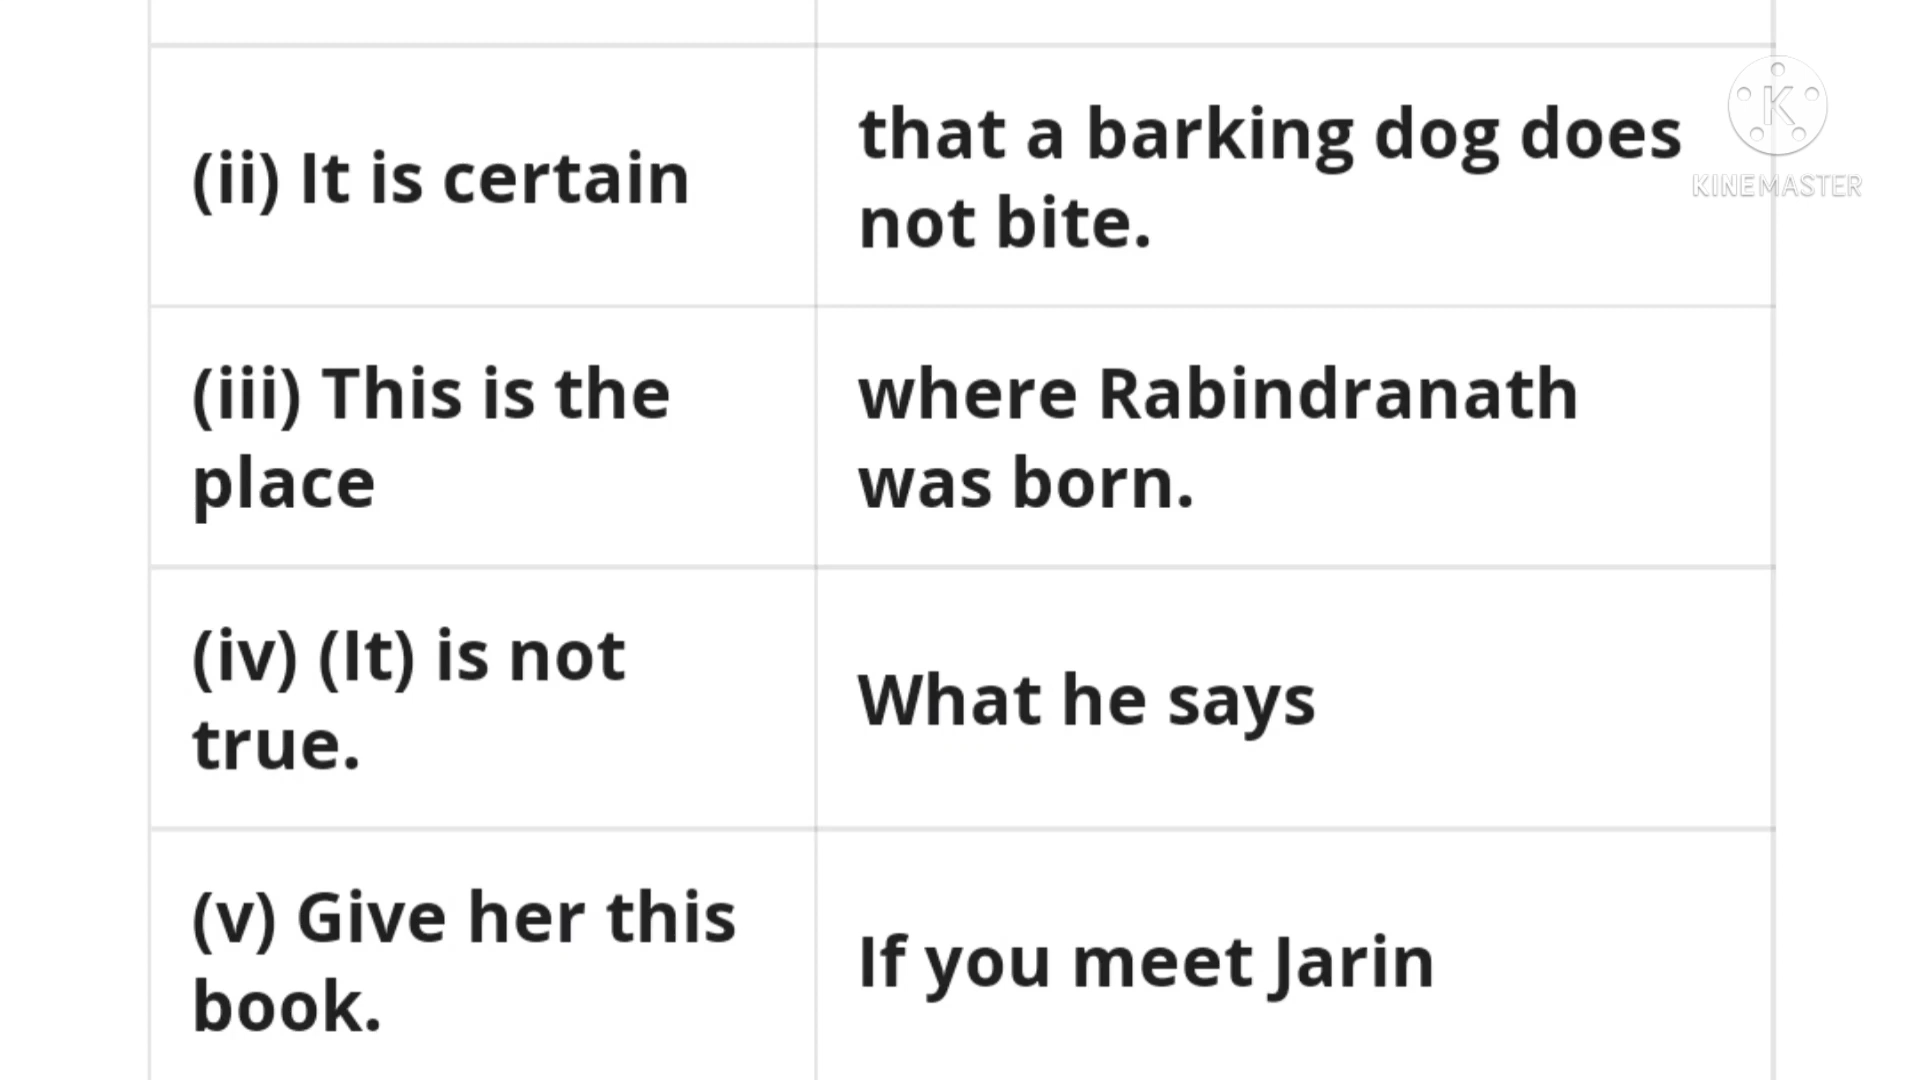 (ii) It is certain
that a barking dog does
not bite.
(iii) This is the
place
where Rabindranath
was born.
(iv) (It) is not
true.
What he says
(v) Give her this
book.
If you meet Jarin
K
KINEMASTER